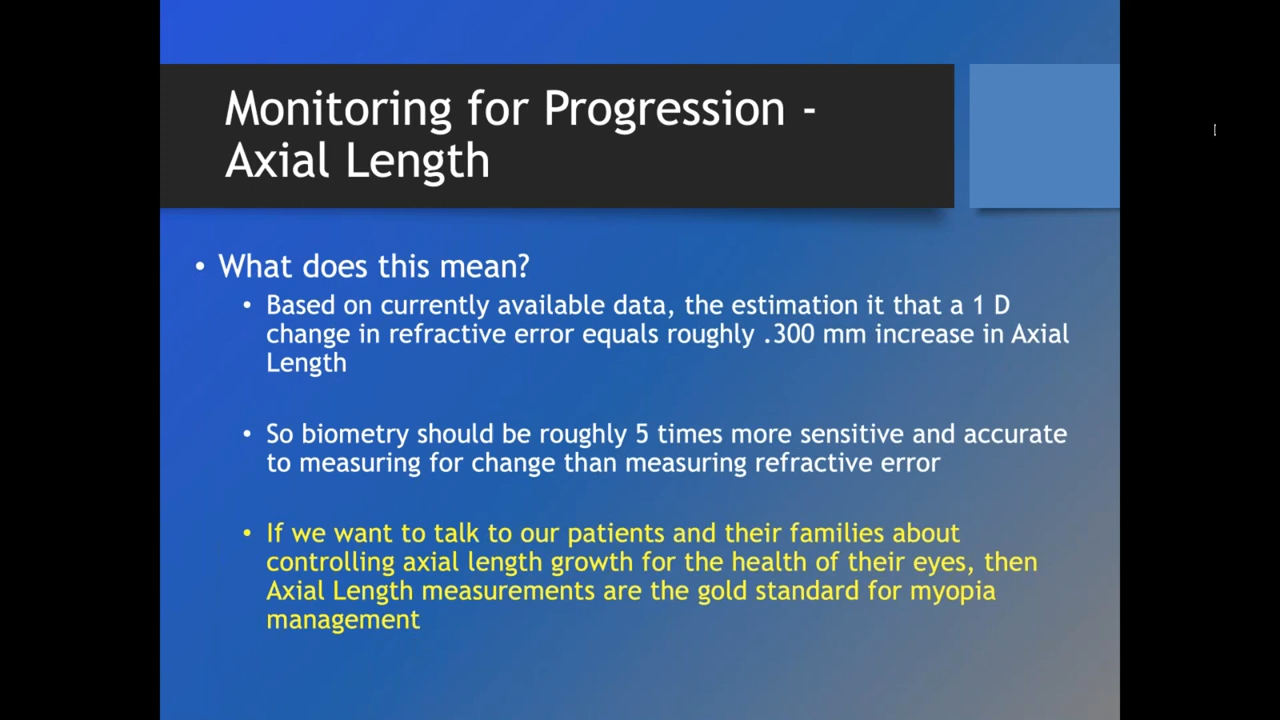 Monitoring for Progression -
Axial Length
• What does this mean?
• Based on currently available data, the estimation it that a 1 D
change in refractive error equals roughly .300 mm increase in Axial
Length
• So biometry should be roughly 5 times more sensitive and accurate
to measuring for change than measuring refractive error
• If we want to talk to our patients and their families about
controlling axial length growth for the health of their eyes, then
Axial Length measurements are the gold standard for myopia
management